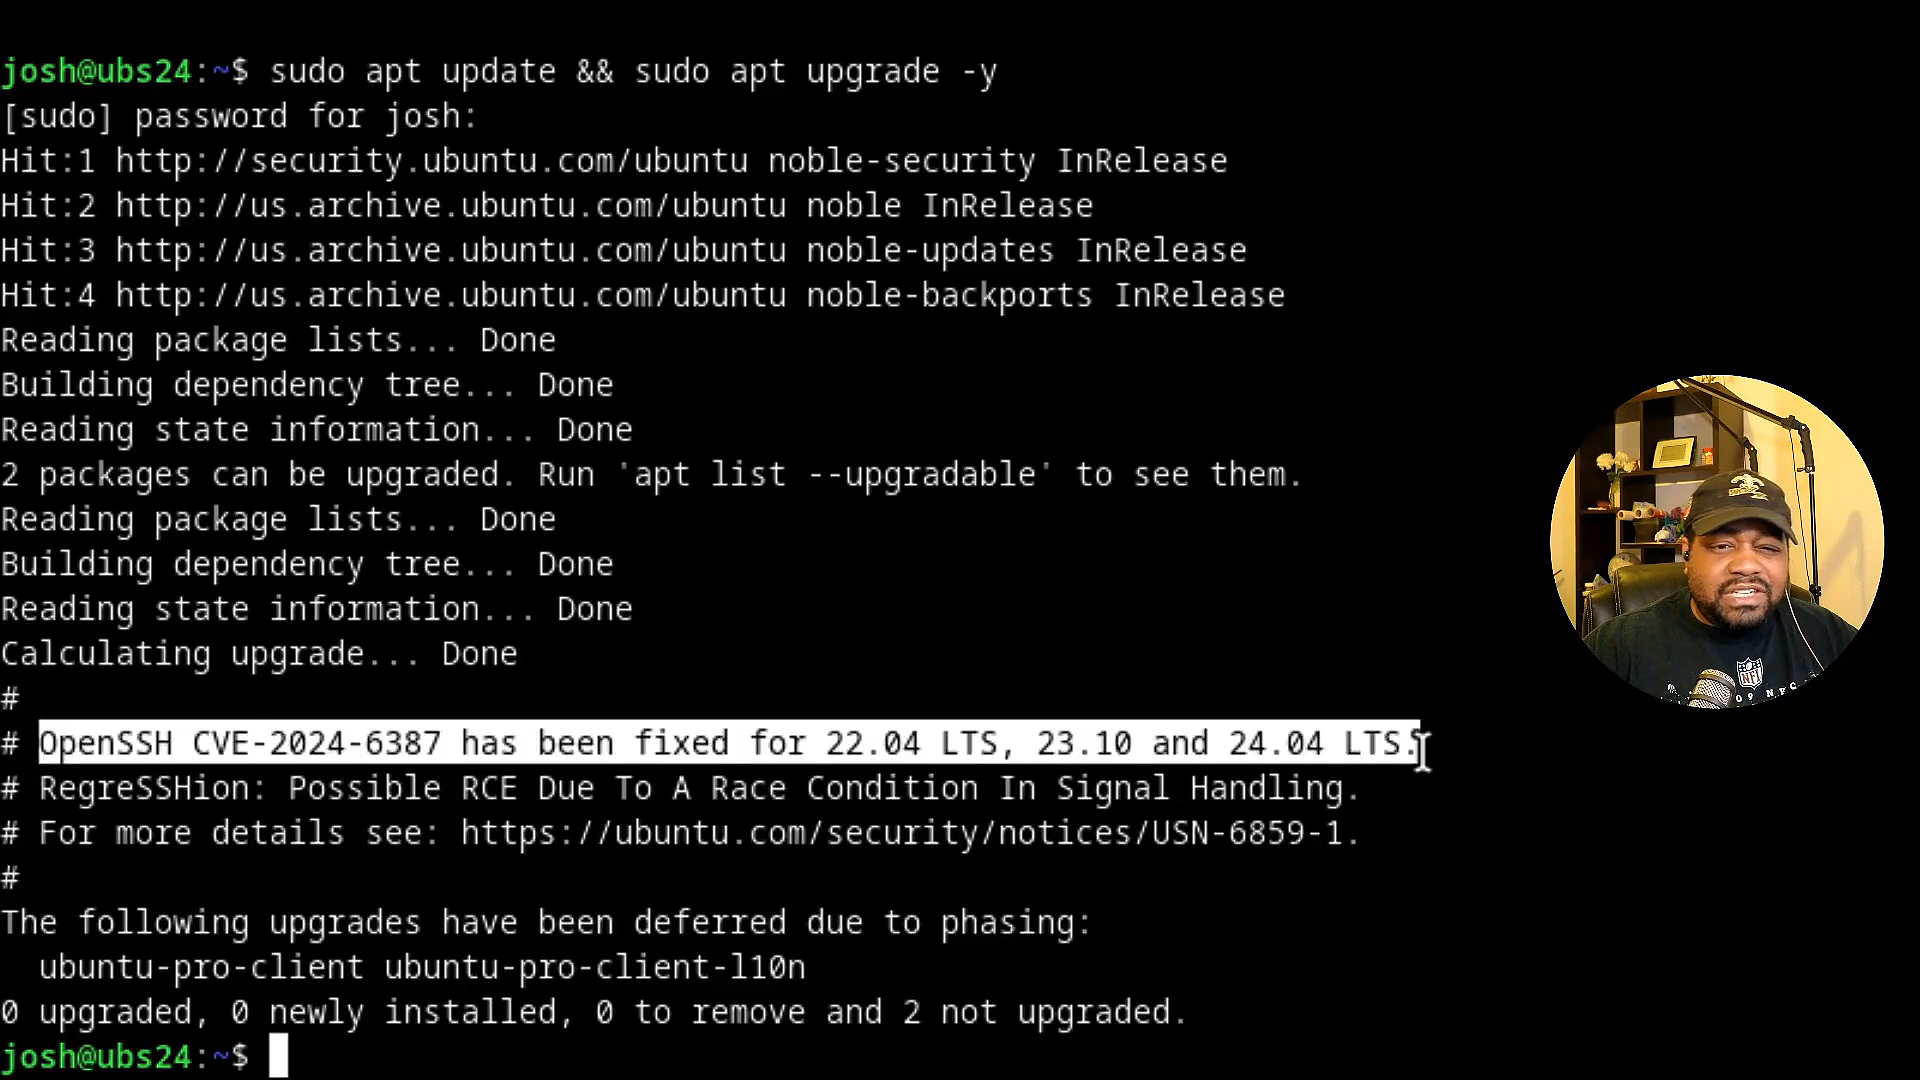 josh@ubs24:~$ sudo apt update && sudo apt upgrade -y
[sudo] password for josh:
Hit:1 http://security.ubuntu.com/ubuntu noble-security InRelease
Hit:2 http://us.archive.ubuntu.com/ubuntu noble InRelease
Hit:3 http://us.archive.ubuntu.com/ubuntu noble-updates InRelease
Hit:4 http://us.archive.ubuntu.com/ubuntu noble-backports InRelease
Reading package lists... Done
Building dependency tree... Done
Reading state information... Done
2 packages can be upgraded. Run 'apt list --upgradable' to see them.
Reading package lists... Done
Building dependency tree... Done
Reading state information... Done
Calculating upgrade... Done
#
# OpenSSH CVE-2024-6387 has been fixed for 22.04 LTS, 23.10 and 24.04 LTS.
# RegreSSHion: Possible RCE Due To A Race Condition In Signal Handling.
# For more details see: https://ubuntu.com/security/notices/USN-6859-1.
#
The following upgrades have been deferred due to phasing:
  ubuntu-pro-client ubuntu-pro-client-l10n
0 upgraded, 0 newly installed, 0 to remove and 2 not upgraded.
josh@ubs24:~$
NFL